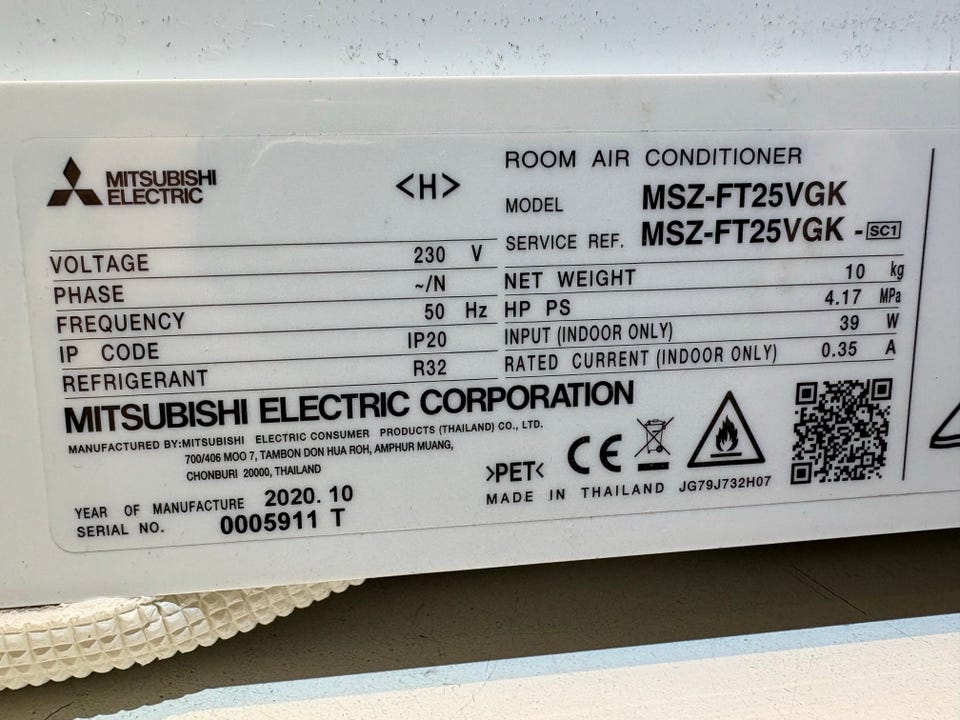 MITSUBISHI
ELECTRIC
<H>
ROOM AIR CONDITIONER
MODEL MSZ-FT25VGK
SERVICE REF. MSZ-FT25VGK - SC1
VOLTAGE 230 V
PHASE ~/N
FREQUENCY 50 Hz
IP CODE IP20
REFRIGERANT R32
NET WEIGHT 10 kg
HP PS 4.17 MPa
INPUT (INDOOR ONLY) 39 W
RATED CURRENT (INDOOR ONLY) 0.35 A
MITSUBISHI ELECTRIC CORPORATION
MANUFACTURED BY:MITSUBISHI ELECTRIC CONSUMER PRODUCTS (THAILAND) CO., LTD.
700/406 MOO 7, TAMBON DON HUA ROH, AMPHUR MUANG,
CHONBURI 20000, THAILAND
YEAR OF MANUFACTURE 2020. 10
SERIAL NO. 0005911 T
>PET<
CE
MADE IN THAILAND JG79J732H07